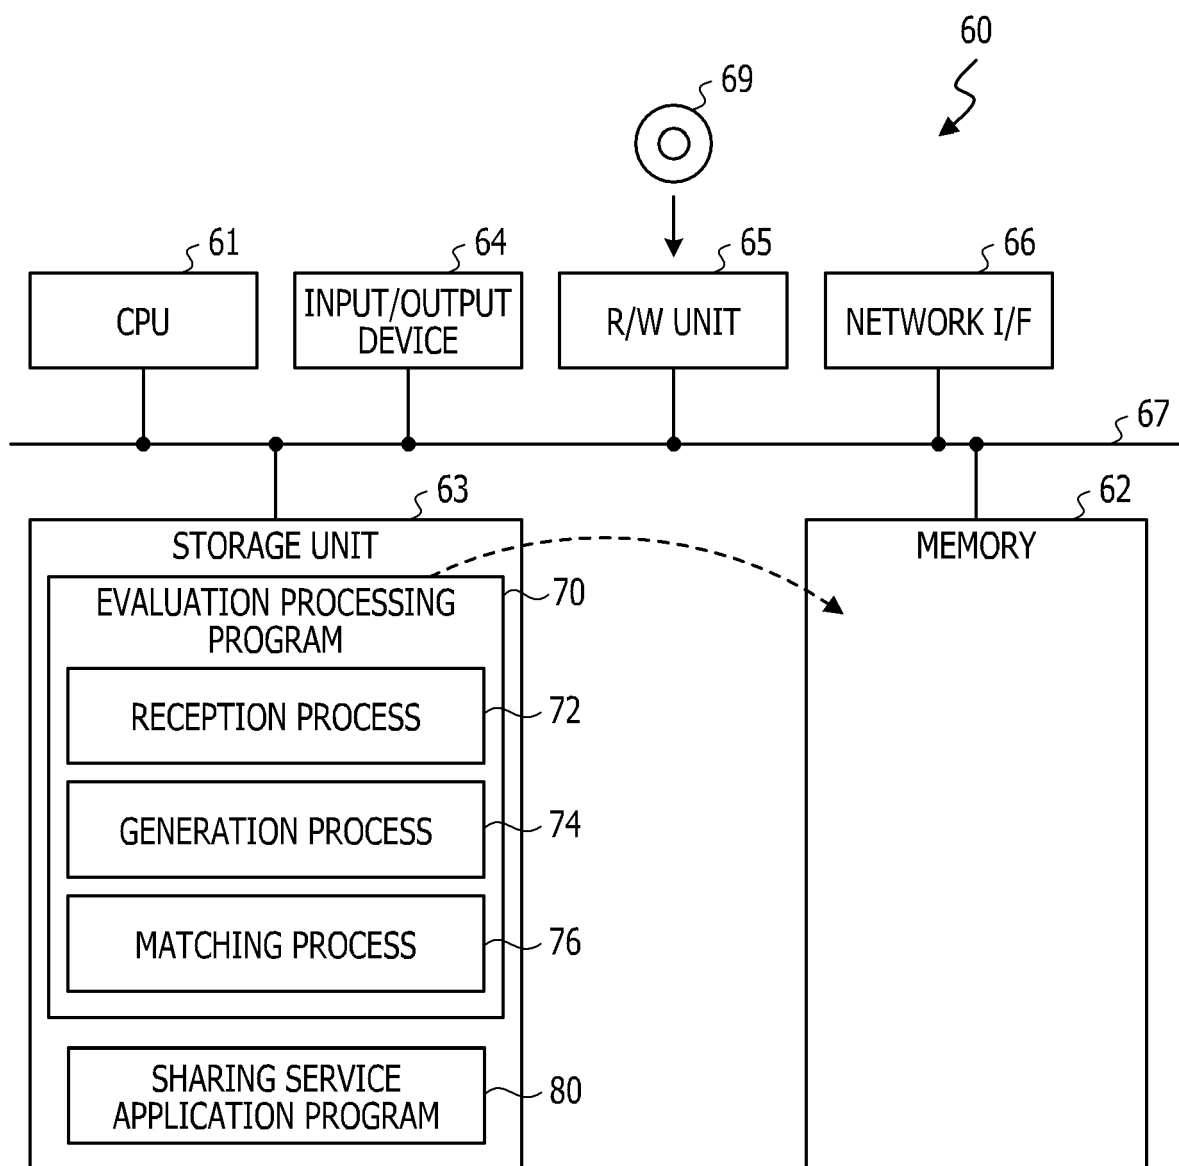 60
69
61
64
65
66
CPU
INPUT/OUTPUT
DEVICE
R/W UNIT
NETWORK I/F
67
63
62
STORAGE UNIT
MEMORY
EVALUATION PROCESSING
PROGRAM
70
RECEPTION PROCESS
72
GENERATION PROCESS
74
MATCHING PROCESS
76
SHARING SERVICE
APPLICATION PROGRAM
80